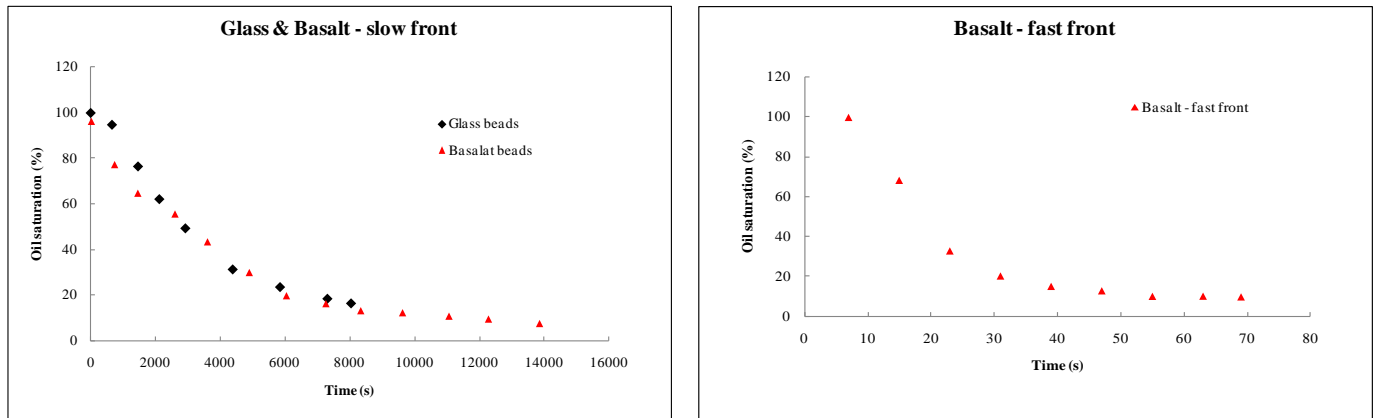 Glass & Basalt - slow front
120
100
80
60
40
20
0
Oil saturation (%)
Glass beads
Basalat beads
0 2000 4000 6000 8000 10000 12000 14000 16000
Time (s)
Basalt - fast front
120
100
80
60
40
20
0
Oil saturation (%)
Basalt - fast front
0 10 20 30 40 50 60 70 80
Time (s)